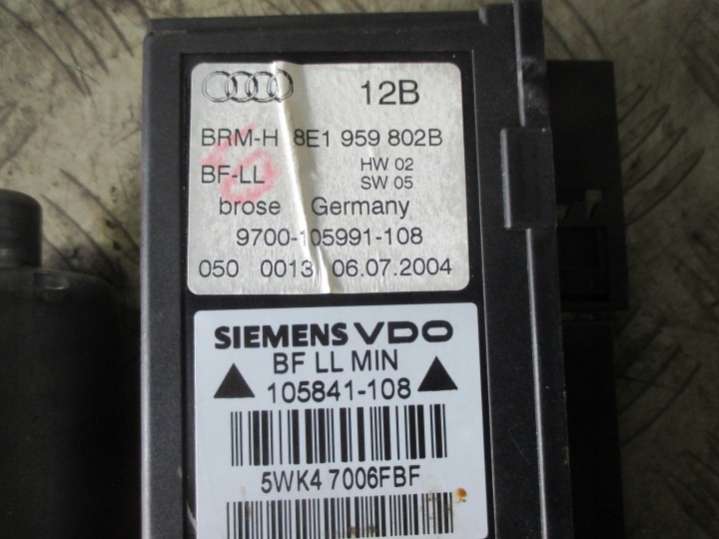 12B
BRM-H 8E1 959 802B
BF-LL HW 02
SW 05
brose Germany
9700-105991-108
050 0013 06.07.2004
SIEMENS VDO
BF LL MIN
105841-108
5WK4 7006FBF